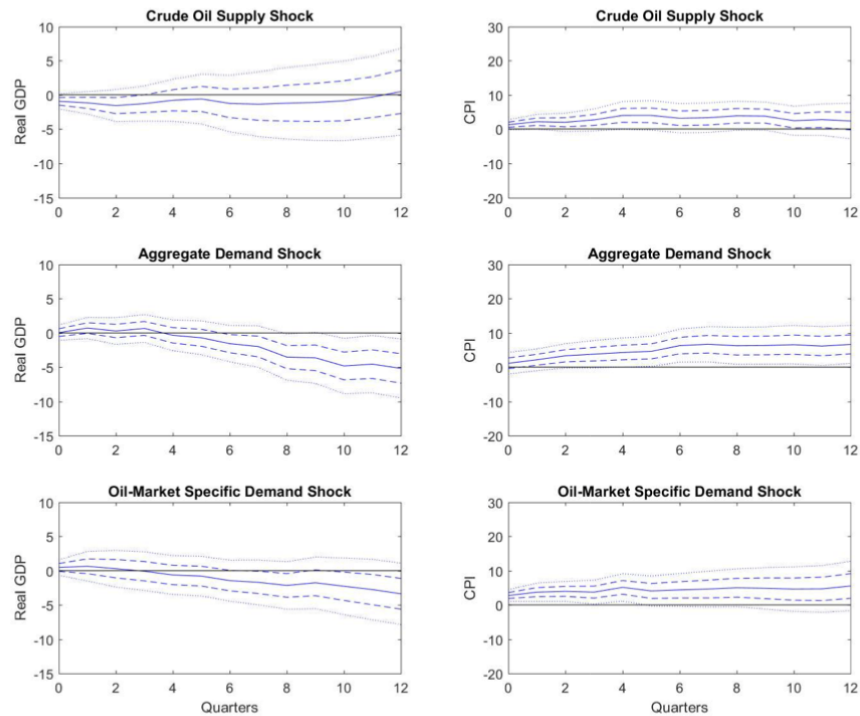 Crude Oil Supply Shock
Real GDP
10
5
0
-5
-10
-15
0 2 4 6 8 10 12
Crude Oil Supply Shock
CPI
30
20
10
0
-10
-20
0 2 4 6 8 10 12
Aggregate Demand Shock
Real GDP
10
5
0
-5
-10
-15
0 2 4 6 8 10 12
Aggregate Demand Shock
CPI
30
20
10
0
-10
-20
0 2 4 6 8 10 12
Oil-Market Specific Demand Shock
Real GDP
10
5
0
-5
-10
-15
0 2 4 6 8 10 12
Quarters
Oil-Market Specific Demand Shock
CPI
30
20
10
0
-10
-20
0 2 4 6 8 10 12
Quarters